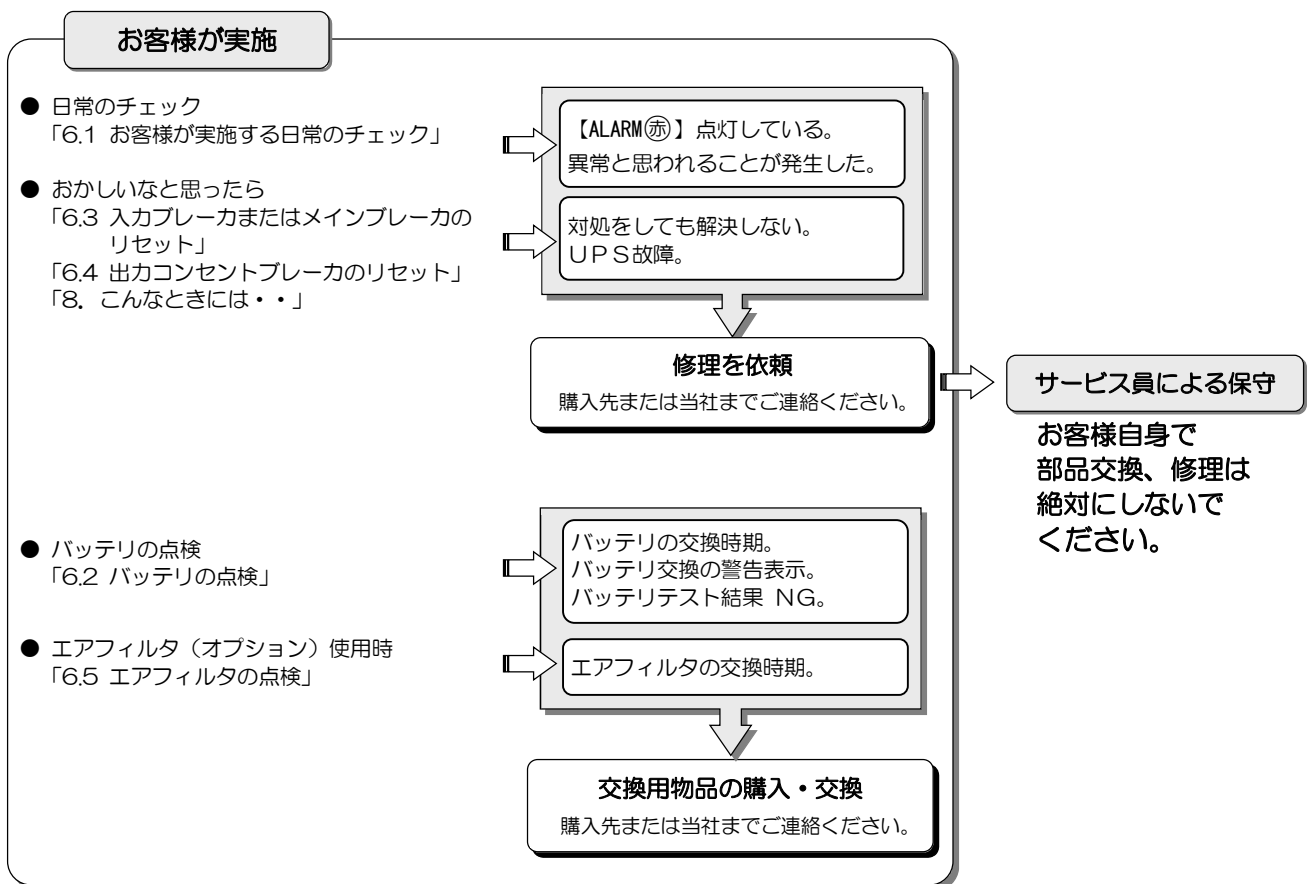 お客様が実施
● 日常のチェック
「6.1 お客様が実施する日常のチェック」
【ALARM㊍】点灯している。
異常と思われることが発生した。
● おかしいなと思ったら
「6.3 入力ブレーカまたはメインブレーカの
リセット」
「6.4 出力コンセントブレーカのリセット」
「8. こんなときには・・」
対処をしても解決しない。
UPS故障。
修理を依頼
購入先または当社までご連絡ください。
サービス員による保守
お客様自身で
部品交換、修理は
絶対にしないで
ください。
● バッテリの点検
「6.2 バッテリの点検」
バッテリの交換時期。
バッテリ交換の警告表示。
バッテリテスト結果 NG。
● エアフィルタ（オプション）使用時
「6.5 エアフィルタの点検」
エアフィルタの交換時期。
交換用物品の購入・交換
購入先または当社までご連絡ください。